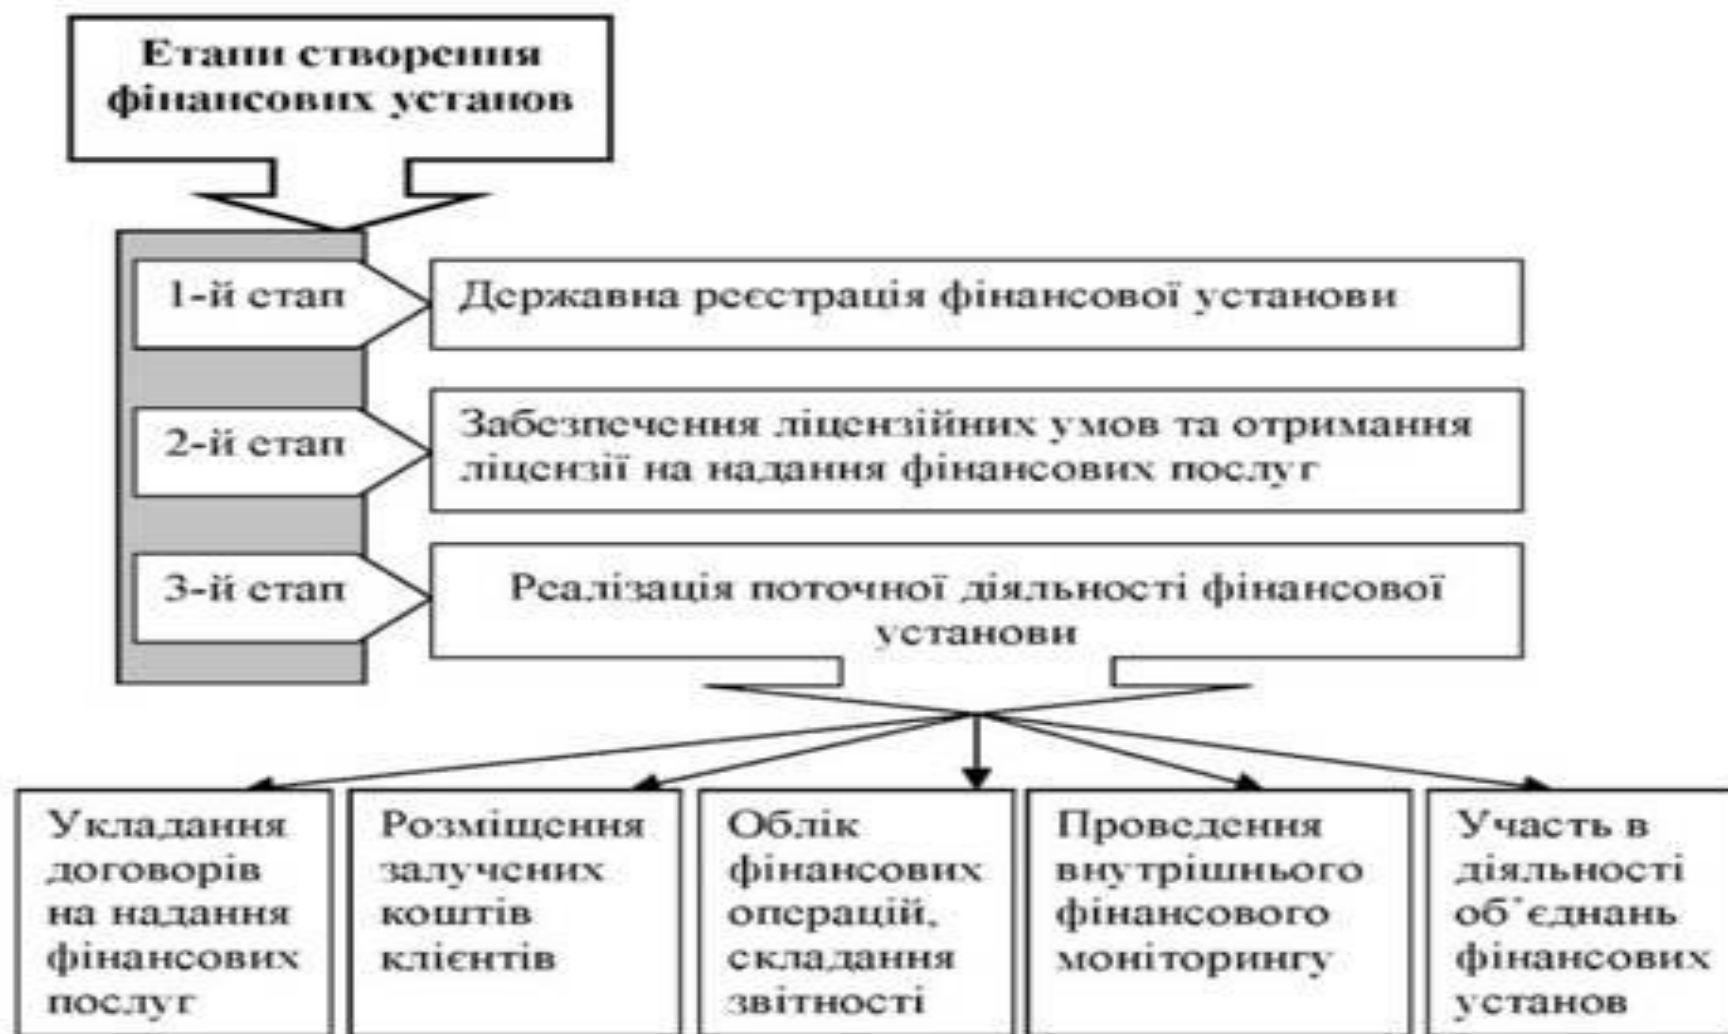 Етапи створення
фінансових установ
1-й етап
Державна реєстрація фінансової установи
2-й етап
Забезпечення ліцензійних умов та отримання
ліцензії на надання фінансових послуг
3-й етап
Реалізація поточної діяльності фінансової
установи
Укладання
договорів
на надання
фінансових
послуг
Розміщення
залучених
коштів
клієнтів
Облік
фінансових
операцій,
складання
звітності
Проведення
внутрішнього
фінансового
моніторингу
Участь в
діяльності
об˙єднань
фінансових
установ